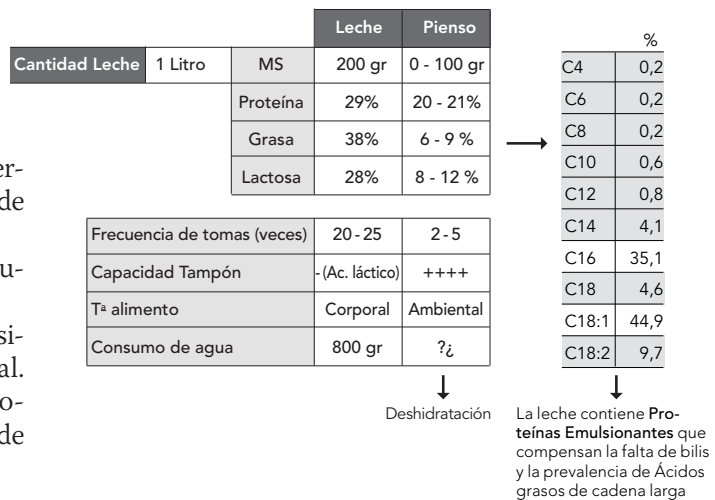 Leche Pienso
Cantidad Leche 1 Litro MS 200 gr 0 - 100 gr
Proteína 29% 20 - 21%
Grasa 38% 6 - 9 %
Lactosa 28% 8 - 12 %
Frecuencia de tomas (veces) 20-25 2-5
Capacidad Tampón -(Ac. láctico) ++++
Tª alimento Corporal Ambiental
Consumo de agua 800 gr ?¿
Deshidratación
%
C4 0,2
C6 0,2
C8 0,2
C10 0,6
C12 0,8
C14 4,1
C16 35,1
C18 4,6
C18:1 44,9
C18:2 9,7
La leche contiene Pro-
teínas Emulsionantes que
compensan la falta de bilis
y la prevalencia de Ácidos
grasos de cadena larga
er-
de
u-
si-
al.
o-
de